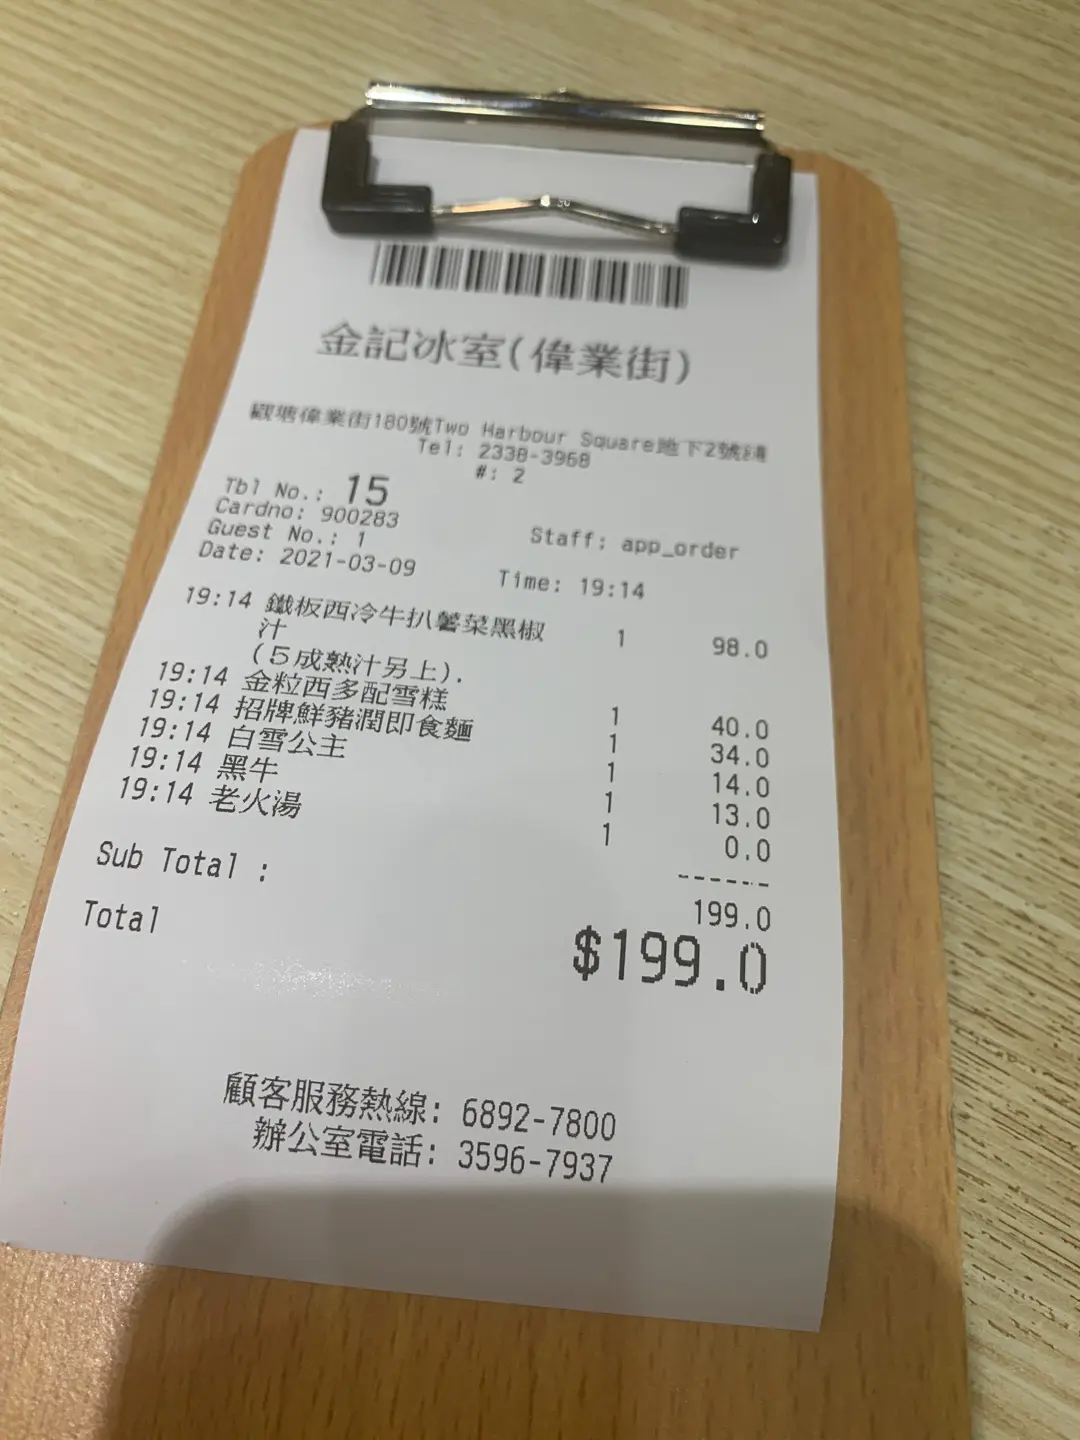 金記冰室(偉業街)
觀塘偉業街180號Two Harbour Square地下2號舖
Tel: 2338-3968
#: 2
Tbl No.: 15
Cardno: 900283
Guest No.: 1 Staff: app_order
Date: 2021-03-09 Time: 19:14
19:14 鐵板西冷牛扒薯菜黑椒 1 98.0
汁
(5成熟汁另上).
19:14 金粒西多配雪糕 1 40.0
19:14 招牌鮮豬潤即食麵 1 34.0
19:14 白雪公主 1 14.0
19:14 黑牛 1 13.0
19:14 老火湯 1 0.0
------
Sub Total : 199.0
Total $199.0
顧客服務熱線: 6892-7800
辦公室電話: 3596-7937